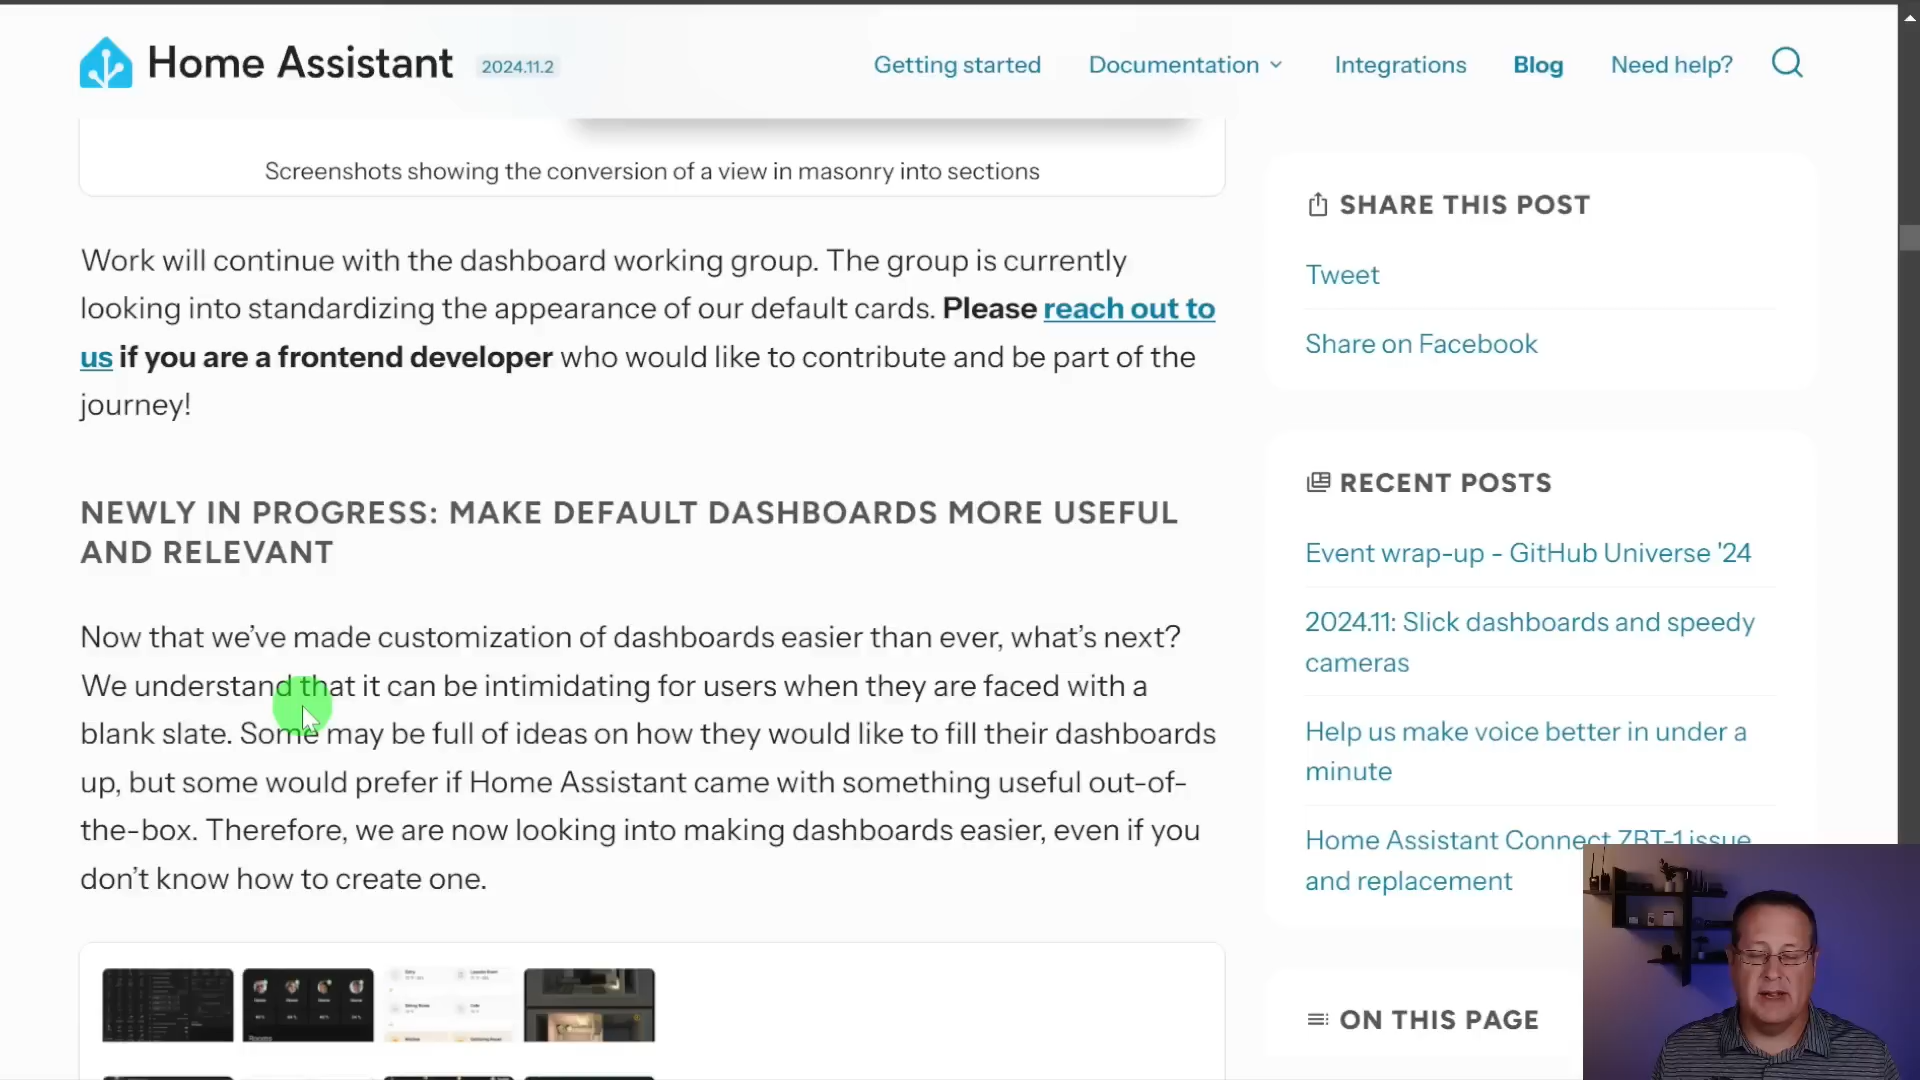 Home Assistant 2024.11.2
Getting started Documentation Integrations Blog Need help?
Screenshots showing the conversion of a view in masonry into sections
Work will continue with the dashboard working group. The group is currently
looking into standardizing the appearance of our default cards. Please reach out to
us if you are a frontend developer who would like to contribute and be part of the
journey!
NEWLY IN PROGRESS: MAKE DEFAULT DASHBOARDS MORE USEFUL
AND RELEVANT
Now that we’ve made customization of dashboards easier than ever, what’s next?
We understand that it can be intimidating for users when they are faced with a
blank slate. Some may be full of ideas on how they would like to fill their dashboards
up, but some would prefer if Home Assistant came with something useful out-of-
the-box. Therefore, we are now looking into making dashboards easier, even if you
don’t know how to create one.
SHARE THIS POST
Tweet
Share on Facebook
RECENT POSTS
Event wrap-up - GitHub Universe '24
2024.11: Slick dashboards and speedy
cameras
Help us make voice better in under a
minute
Home Assistant Connect ZBT-1 issue
and replacement
ON THIS PAGE